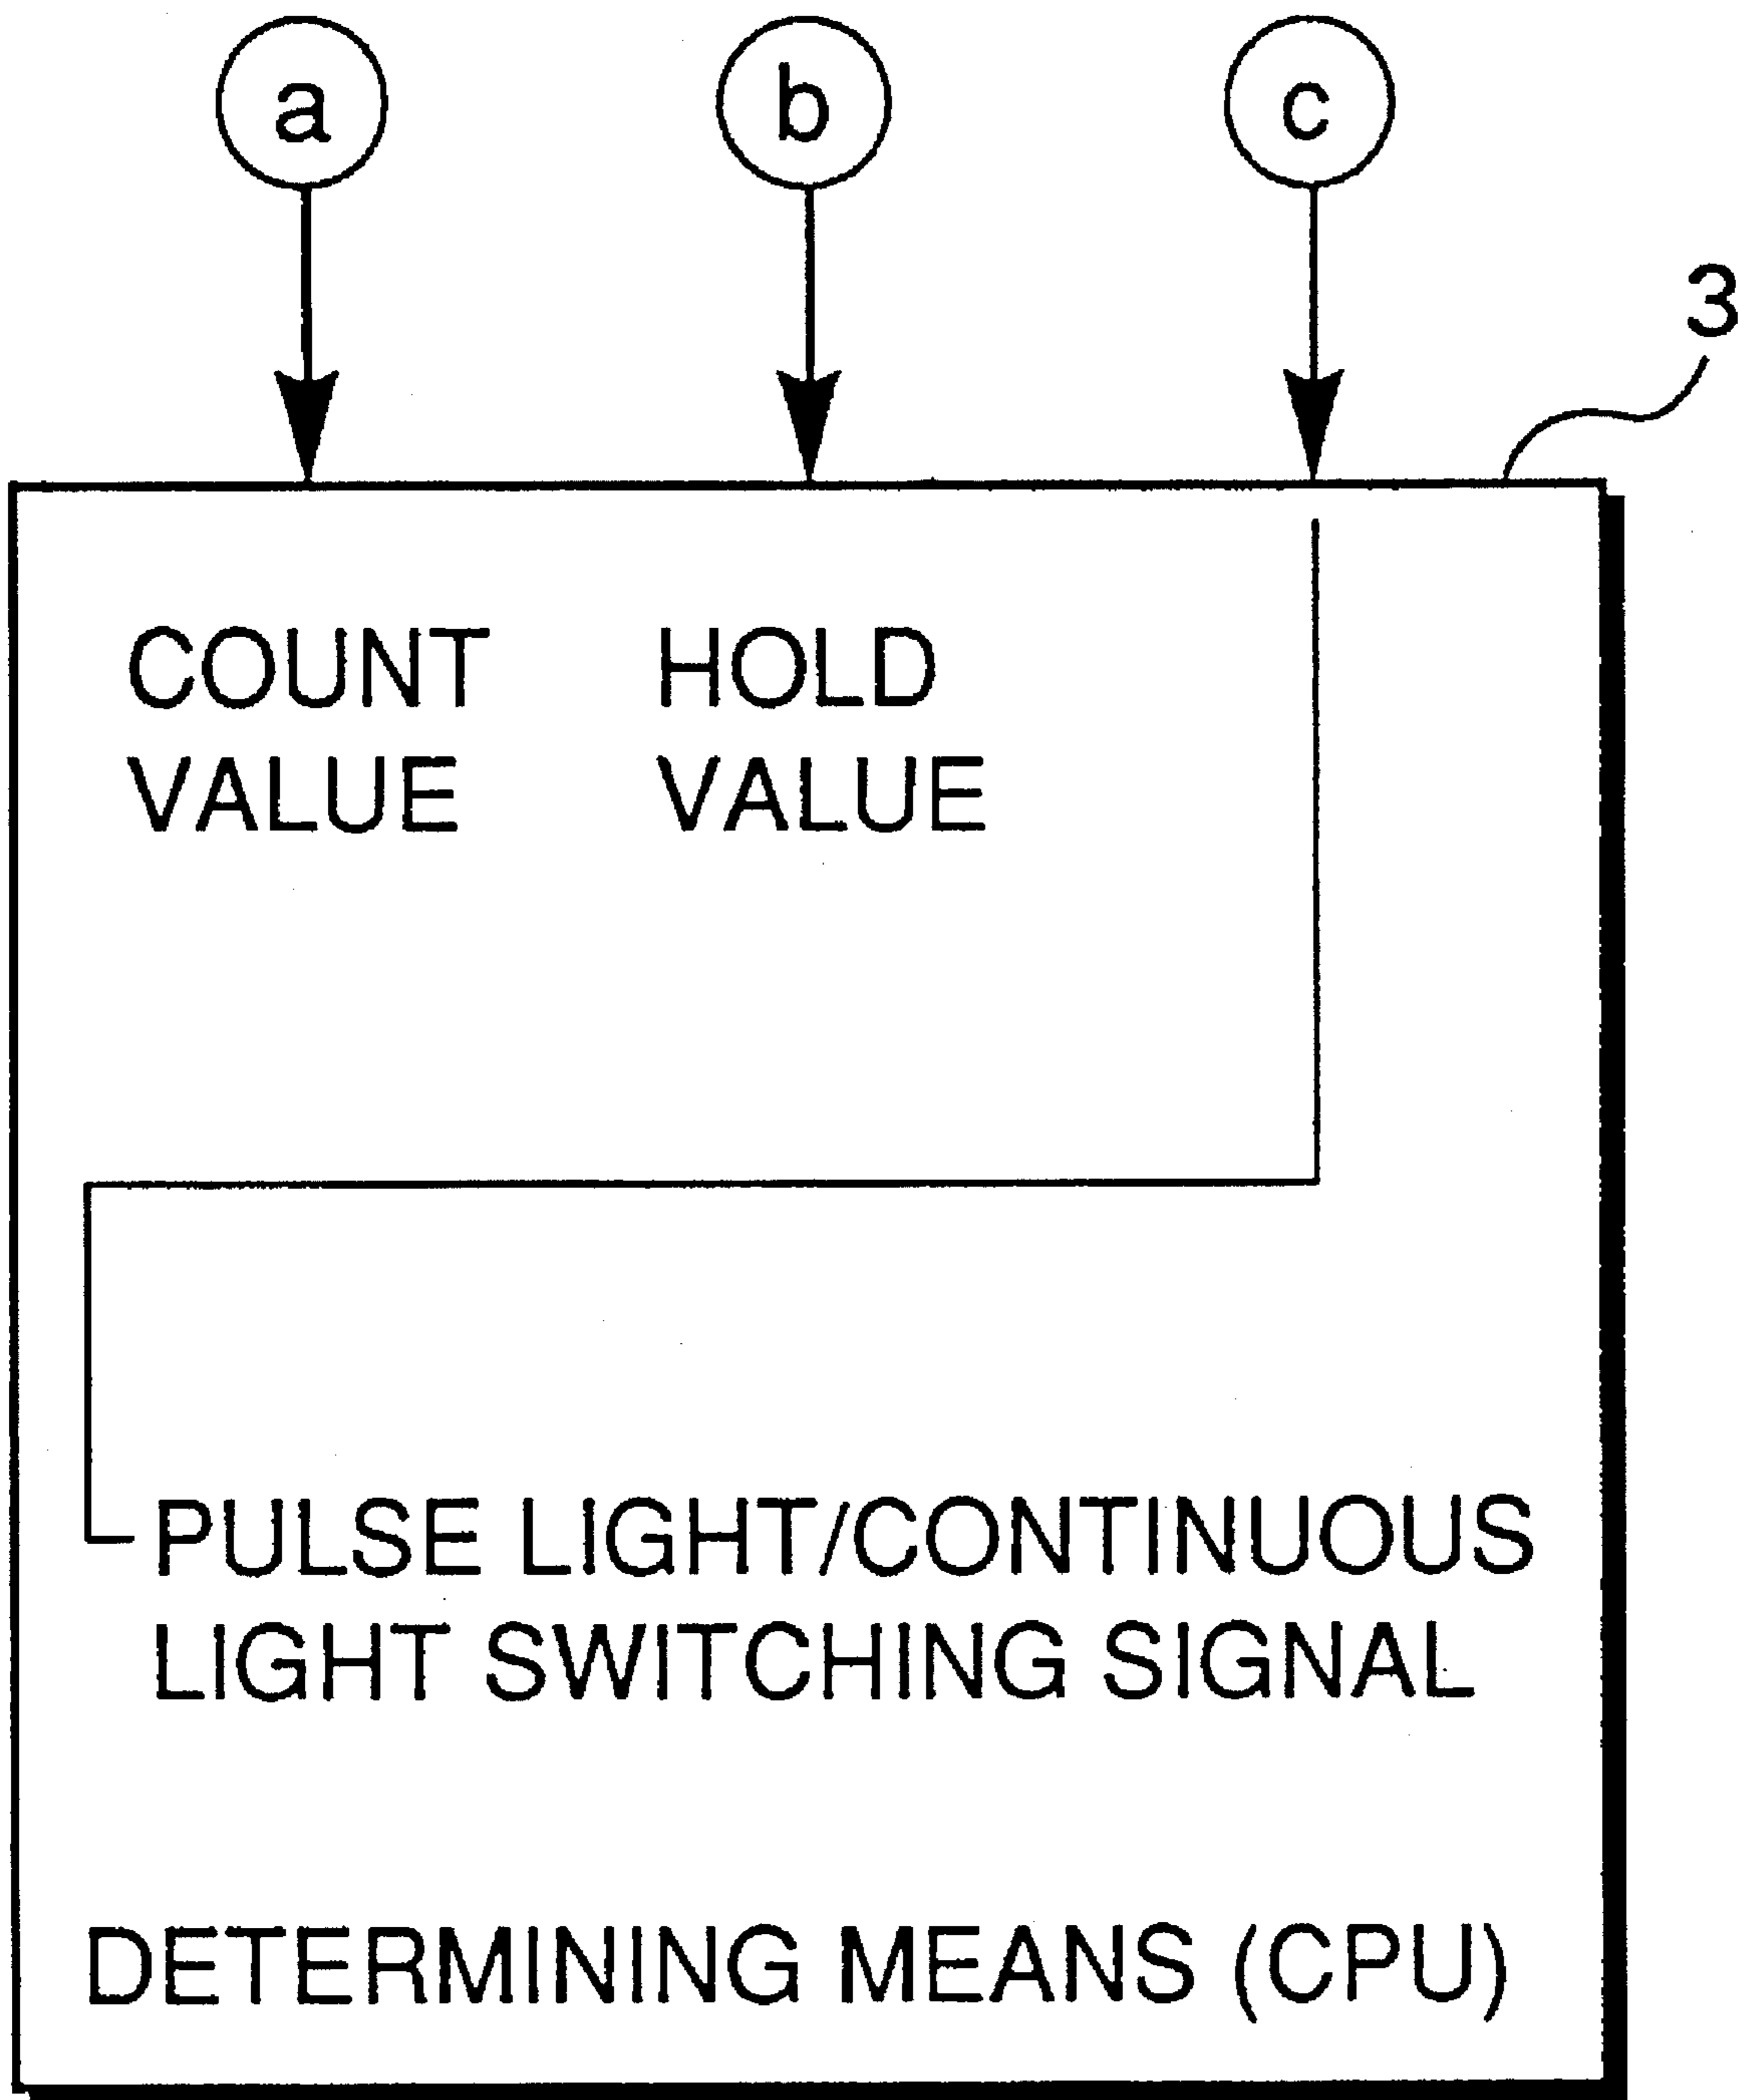 a b c
3
COUNT HOLD
VALUE VALUE
PULSE LIGHT/CONTINUOUS
LIGHT SWITCHING SIGNAL
DETERMINING MEANS (CPU)